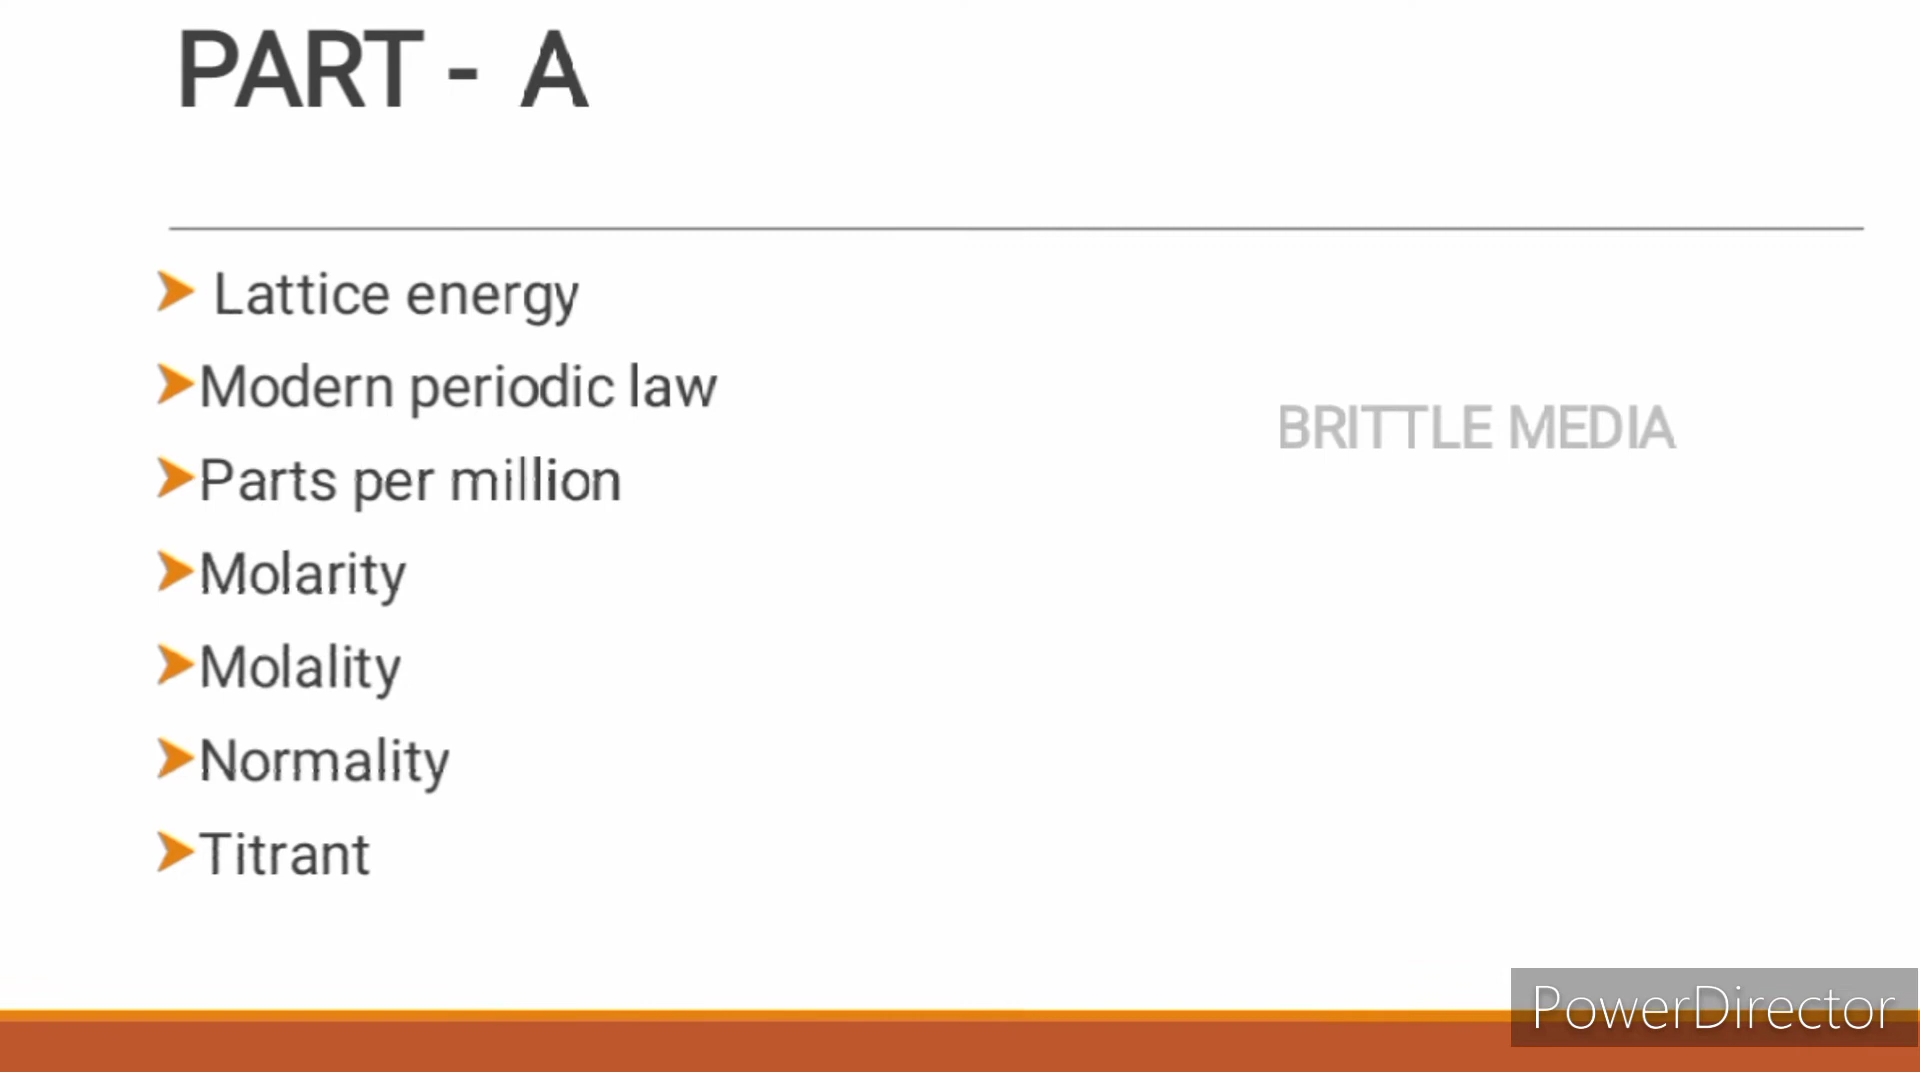 PART - A
Lattice energy
Modern periodic law
BRITTLE MEDIA
Parts per million
Molarity
Molality
Normality
Titrant
PowerDirector